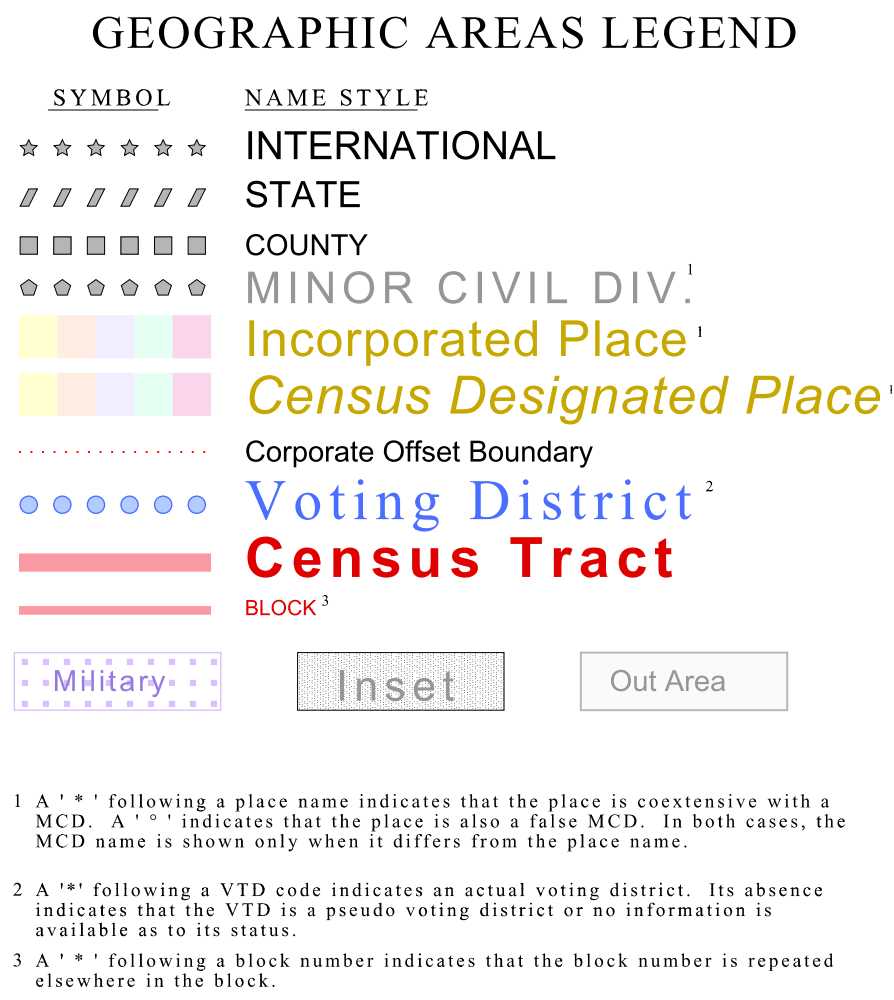 GEOGRAPHIC AREAS LEGEND
SYMBOL NAME STYLE
INTERNATIONAL
STATE
COUNTY
MINOR CIVIL DIV. 1
Incorporated Place 1
Census Designated Place 1
Corporate Offset Boundary
Voting District 2
Census Tract
BLOCK 3
Military Inset Out Area
1 A ' * ' following a place name indicates that the place is coextensive with a
MCD. A ' ° ' indicates that the place is also a false MCD. In both cases, the
MCD name is shown only when it differs from the place name.
2 A '*' following a VTD code indicates an actual voting district. Its absence
indicates that the VTD is a pseudo voting district or no information is
available as to its status.
3 A ' * ' following a block number indicates that the block number is repeated
elsewhere in the block.